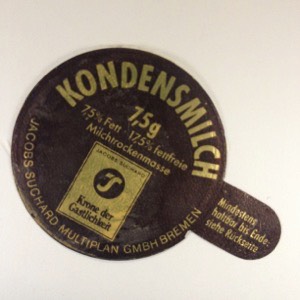 KONDENSMILCH
7,5g
7,5% Fett · 17,5% fettfreie
Milchtrockenmasse
JACOBS SUCHARD
Krone der
Gastlichkeit
JACOBS-SUCHARD MULTIPLAN GMBH BREMEN
Mindestens
haltbar bis Ende:
siehe Rückseite